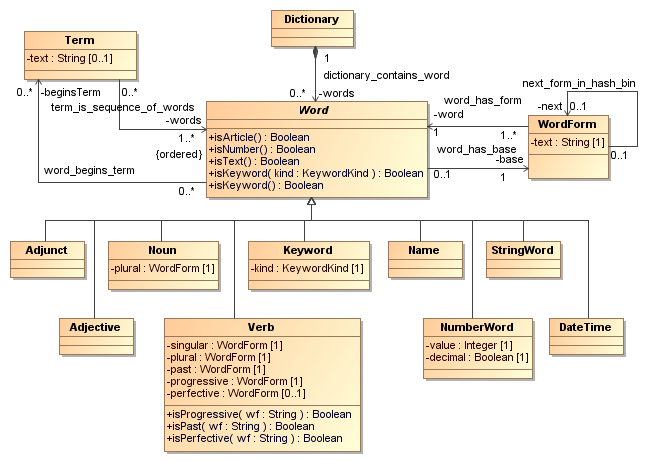 Dictionary
Term
-text : String [0..1]
1
dictionary_contains_word
0..*
-words
0..*
-beginsTerm
0..*
term_is_sequence_of_words
-words
1..*
{ordered}
word_begins_term
0..*
Word
+isArticle() : Boolean
+isNumber() : Boolean
+isText() : Boolean
+isKeyword( kind : KeywordKind ) : Boolean
+isKeyword() : Boolean
next_form_in_hash_bin
-next
0..1
word_has_form
-word
1
1..*
WordForm
-text : String [1]
0..1
word_has_base
-base
0..1
1
Adjunct
Noun
-plural : WordForm [1]
Keyword
-kind : KeywordKind [1]
Name
StringWord
Adjective
Verb
-singular : WordForm [1]
-plural : WordForm [1]
-past : WordForm [1]
-progressive : WordForm [1]
-perfective : WordForm [0..1]
+isProgressive( wf : String ) : Boolean
+isPast( wf : String ) : Boolean
+isPerfective( wf : String ) : Boolean
NumberWord
-value : Integer [1]
-decimal : Boolean [1]
DateTime